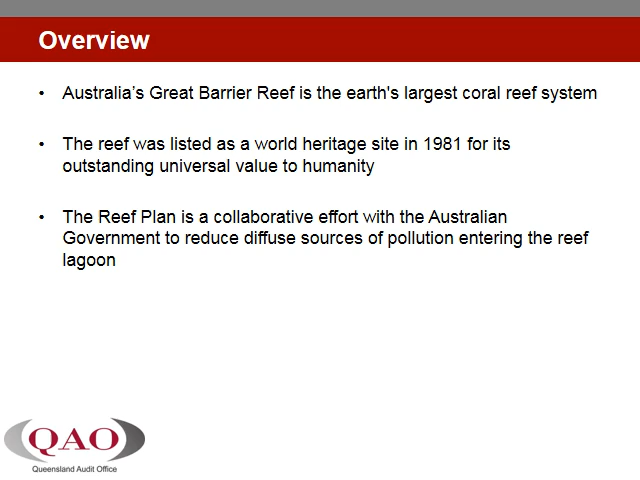 Overview
• Australia’s Great Barrier Reef is the earth's largest coral reef system
• The reef was listed as a world heritage site in 1981 for its
outstanding universal value to humanity
• The Reef Plan is a collaborative effort with the Australian
Government to reduce diffuse sources of pollution entering the reef
lagoon
QAO
Queensland Audit Office